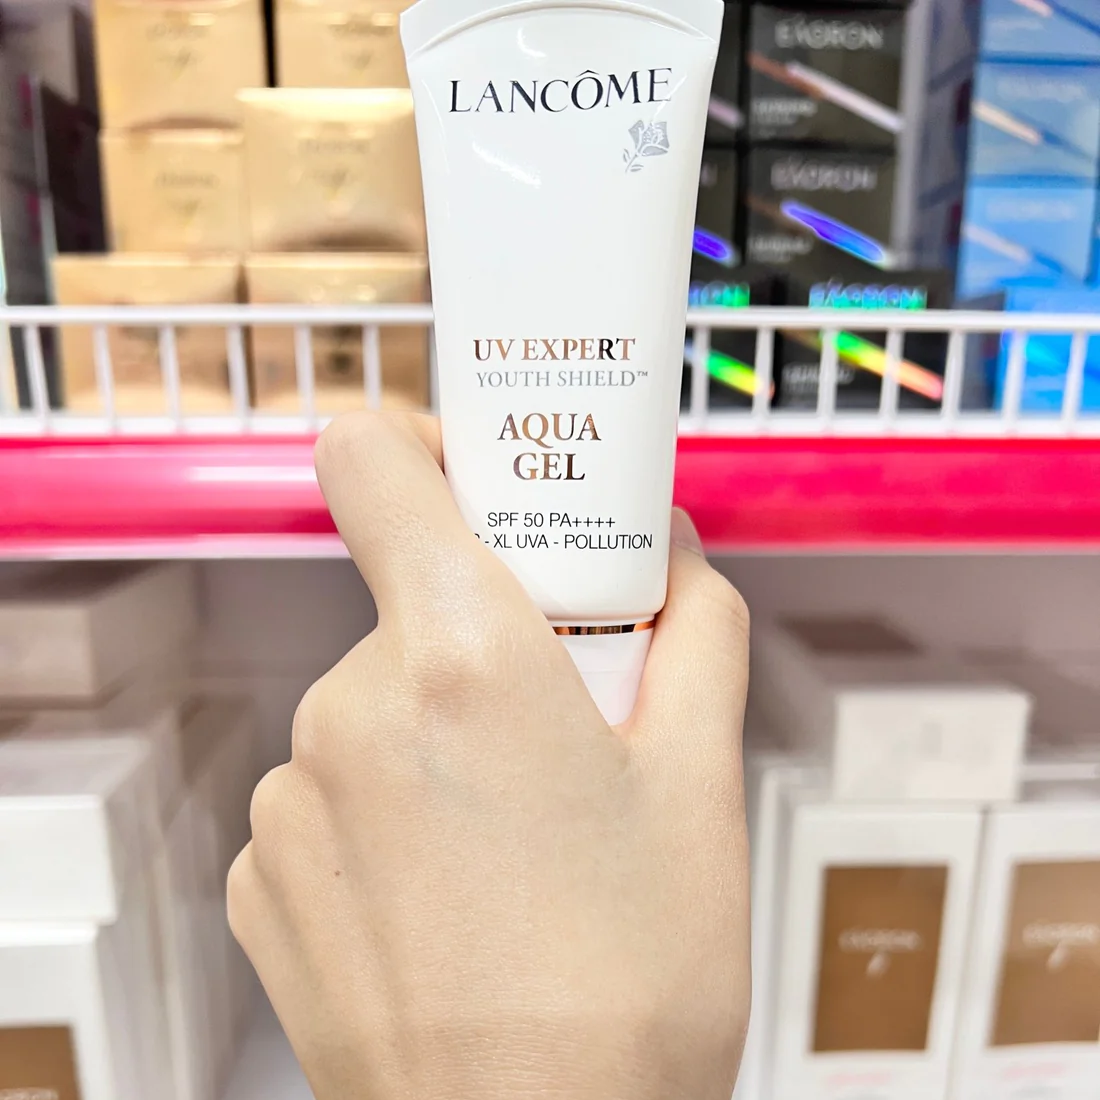 LANCÔME
UV EXPERT
YOUTH SHIELD™
AQUA
GEL
SPF 50 PA++++
- XL UVA - POLLUTION